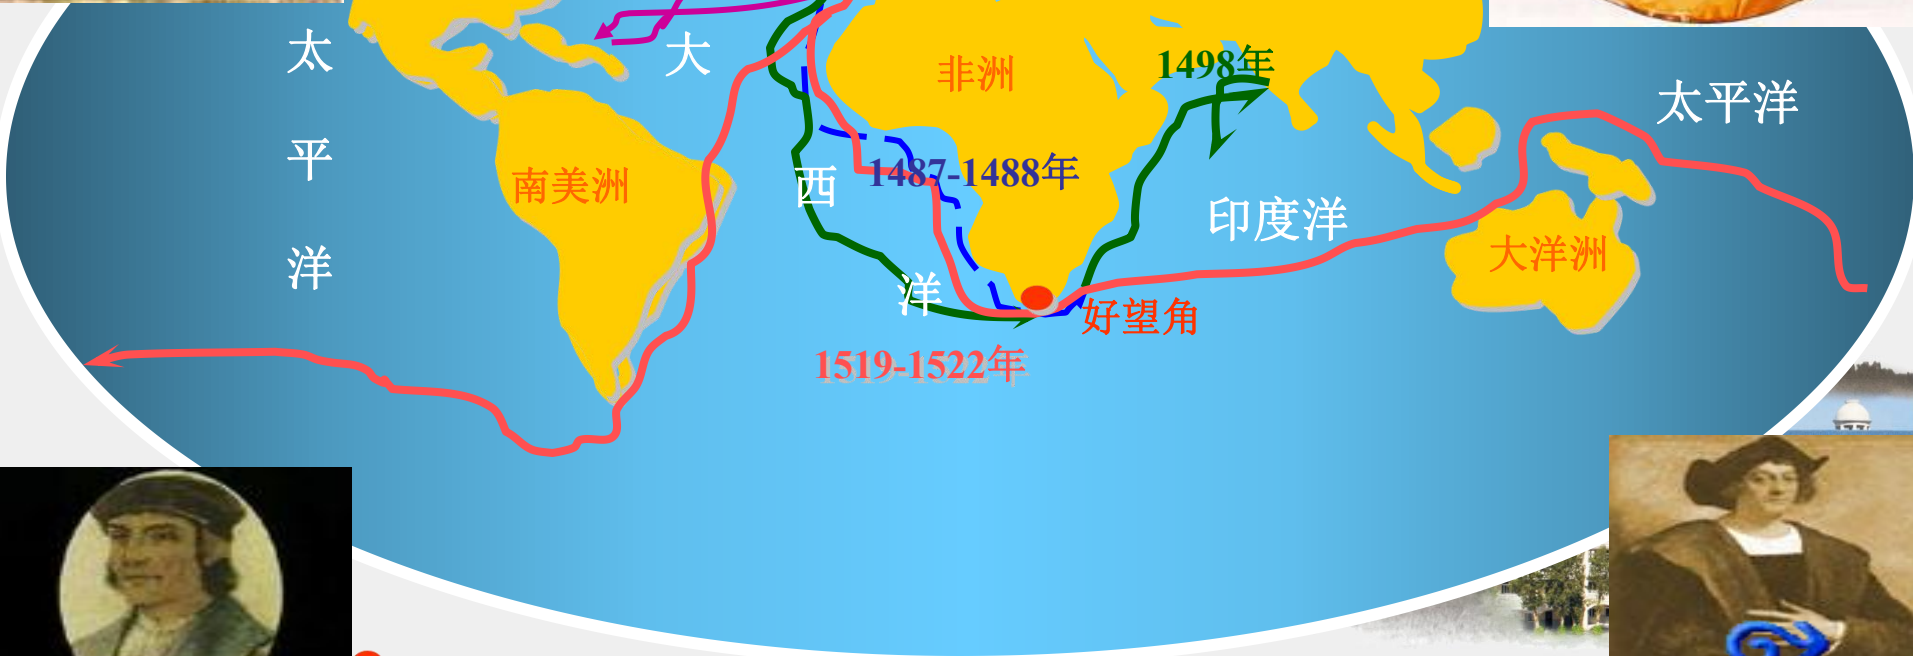 太平洋
大西洋
非洲
1498年
太平洋
南美洲
1487-1488年
印度洋
大洋洲
好望角
1519-1522年